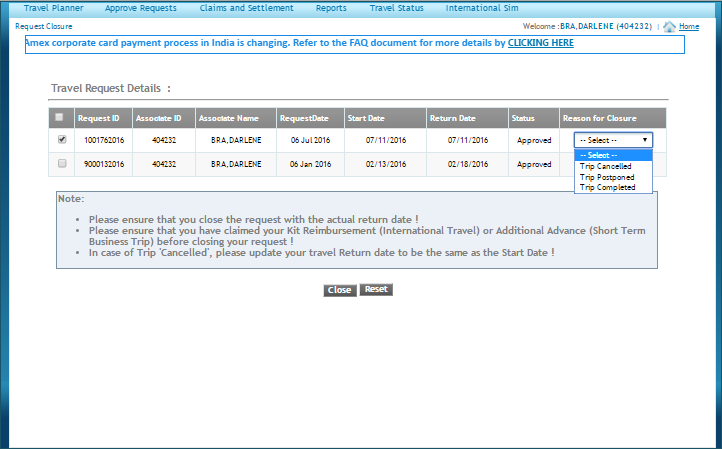 Travel Planner Approve Requests Claims and Settlement Reports Travel Status International Sim
Request Closure Welcome :BRA,DARLENE (404232) | Home
Amex corporate card payment process in India is changing. Refer to the FAQ document for more details by CLICKING HERE
Travel Request Details :
Request ID Associate ID Associate Name RequestDate Start Date Return Date Status Reason for Closure
1001762016 404232 BRA,DARLENE 06 Jul 2016 07/11/2016 07/11/2016 Approved -- Select --
-- Select --
9000132016 404232 BRA,DARLENE 06 Jan 2016 02/13/2016 02/18/2016 Approved Trip Cancelled
Trip Postponed
Trip Completed
Note:
• Please ensure that you close the request with the actual return date !
• Please ensure that you have claimed your Kit Reimbursement (International Travel) or Additional Advance (Short Term
Business Trip) before closing your request !
• In case of Trip 'Cancelled', please update your travel Return date to be the same as the Start Date !
Close Reset